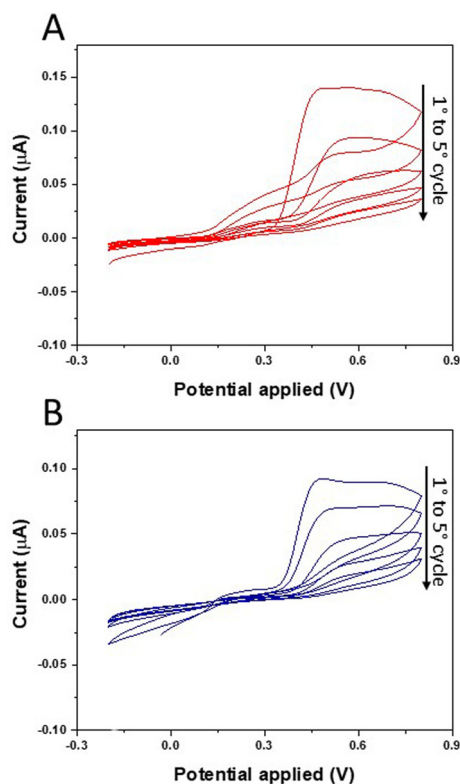 A
0.15
0.10
0.05
0.00
-0.05
-0.10
Current (μA)
-0.3
0.0
0.3
0.6
0.9
Potential applied (V)
1° to 5° cycle
B
0.10
0.05
0.00
-0.05
-0.10
Current (μA)
-0.3
0.0
0.3
0.6
0.9
Potential applied (V)
1° to 5° cycle